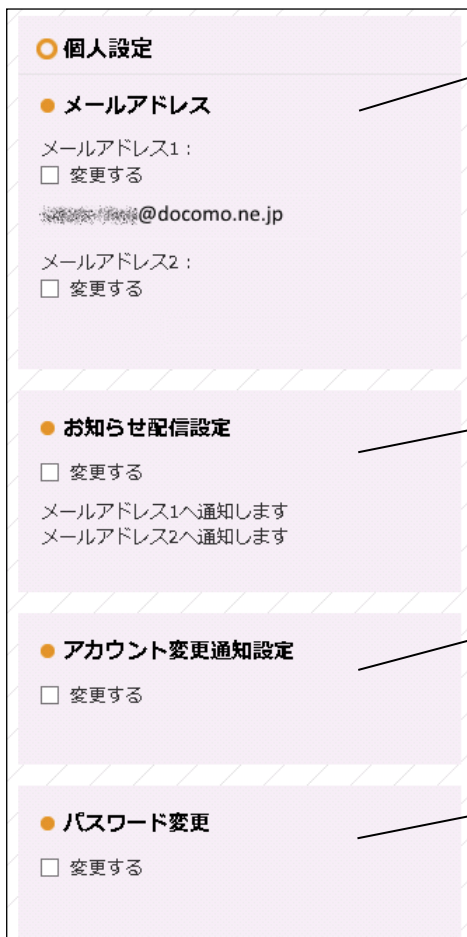 個人設定
メールアドレス
メールアドレス1：
変更する
@docomo.ne.jp
メールアドレス2：
変更する
お知らせ配信設定
変更する
メールアドレス1へ通知します
メールアドレス2へ通知します
アカウント変更通知設定
変更する
パスワード変更
変更する